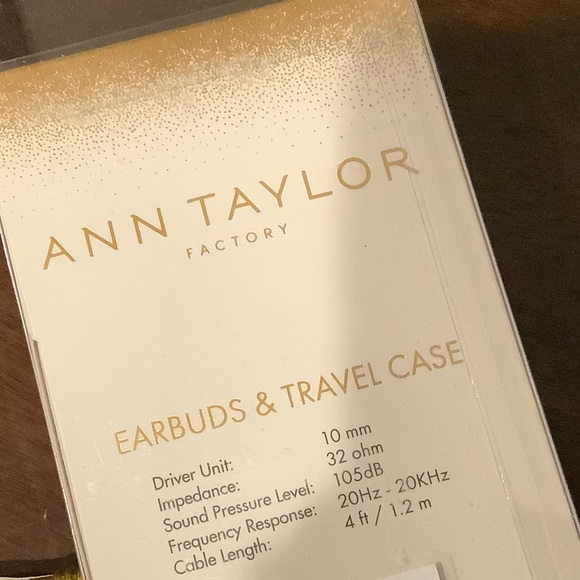 ANN TAYLOR
FACTORY
EARBUDS & TRAVEL CASE
Driver Unit: 10 mm
Impedance: 32 ohm
Sound Pressure Level: 105dB
Frequency Response: 20Hz - 20KHz
Cable Length: 4 ft / 1.2 m